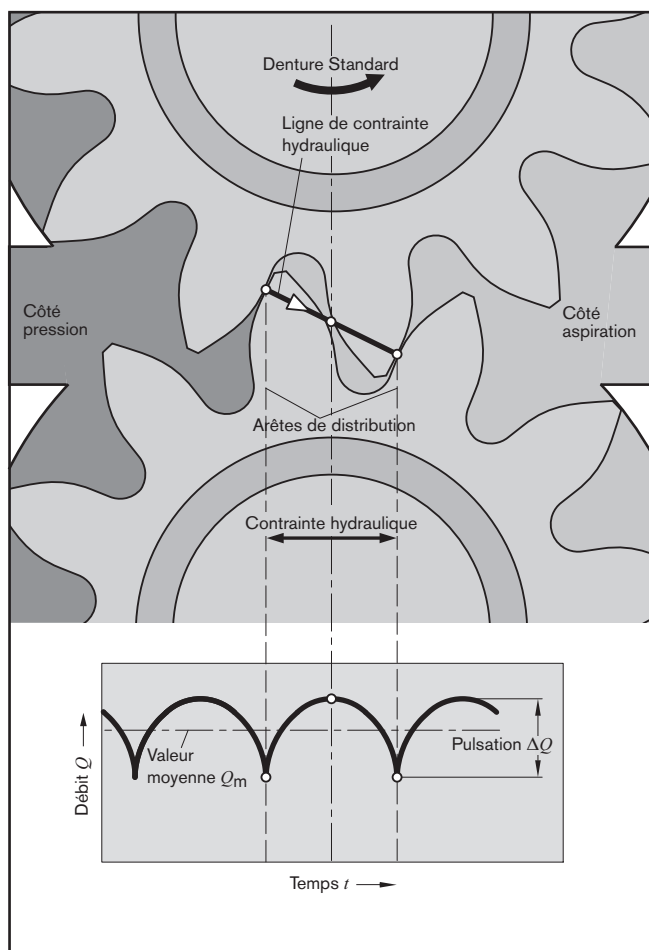 Denture Standard
Ligne de contrainte
hydraulique
Côté
pression
Côté
aspiration
Arêtes de distribution
Contrainte hydraulique
Débit Q
Valeur
moyenne Qm
Pulsation ΔQ
Temps t